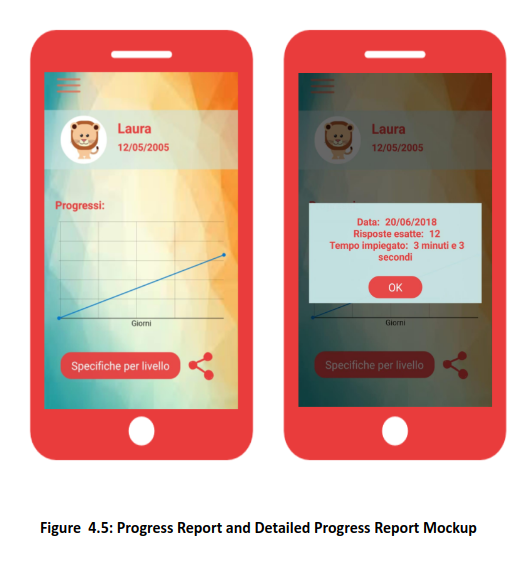 Laura
12/05/2005
Progressi:
Giorni
Specifiche per livello
Laura
12/05/2005
Data: 20/06/2018
Risposte esatte: 12
Tempo impiegato: 3 minuti e 3
secondi
OK
Giorni
Specifiche per livello
Figure 4.5: Progress Report and Detailed Progress Report Mockup